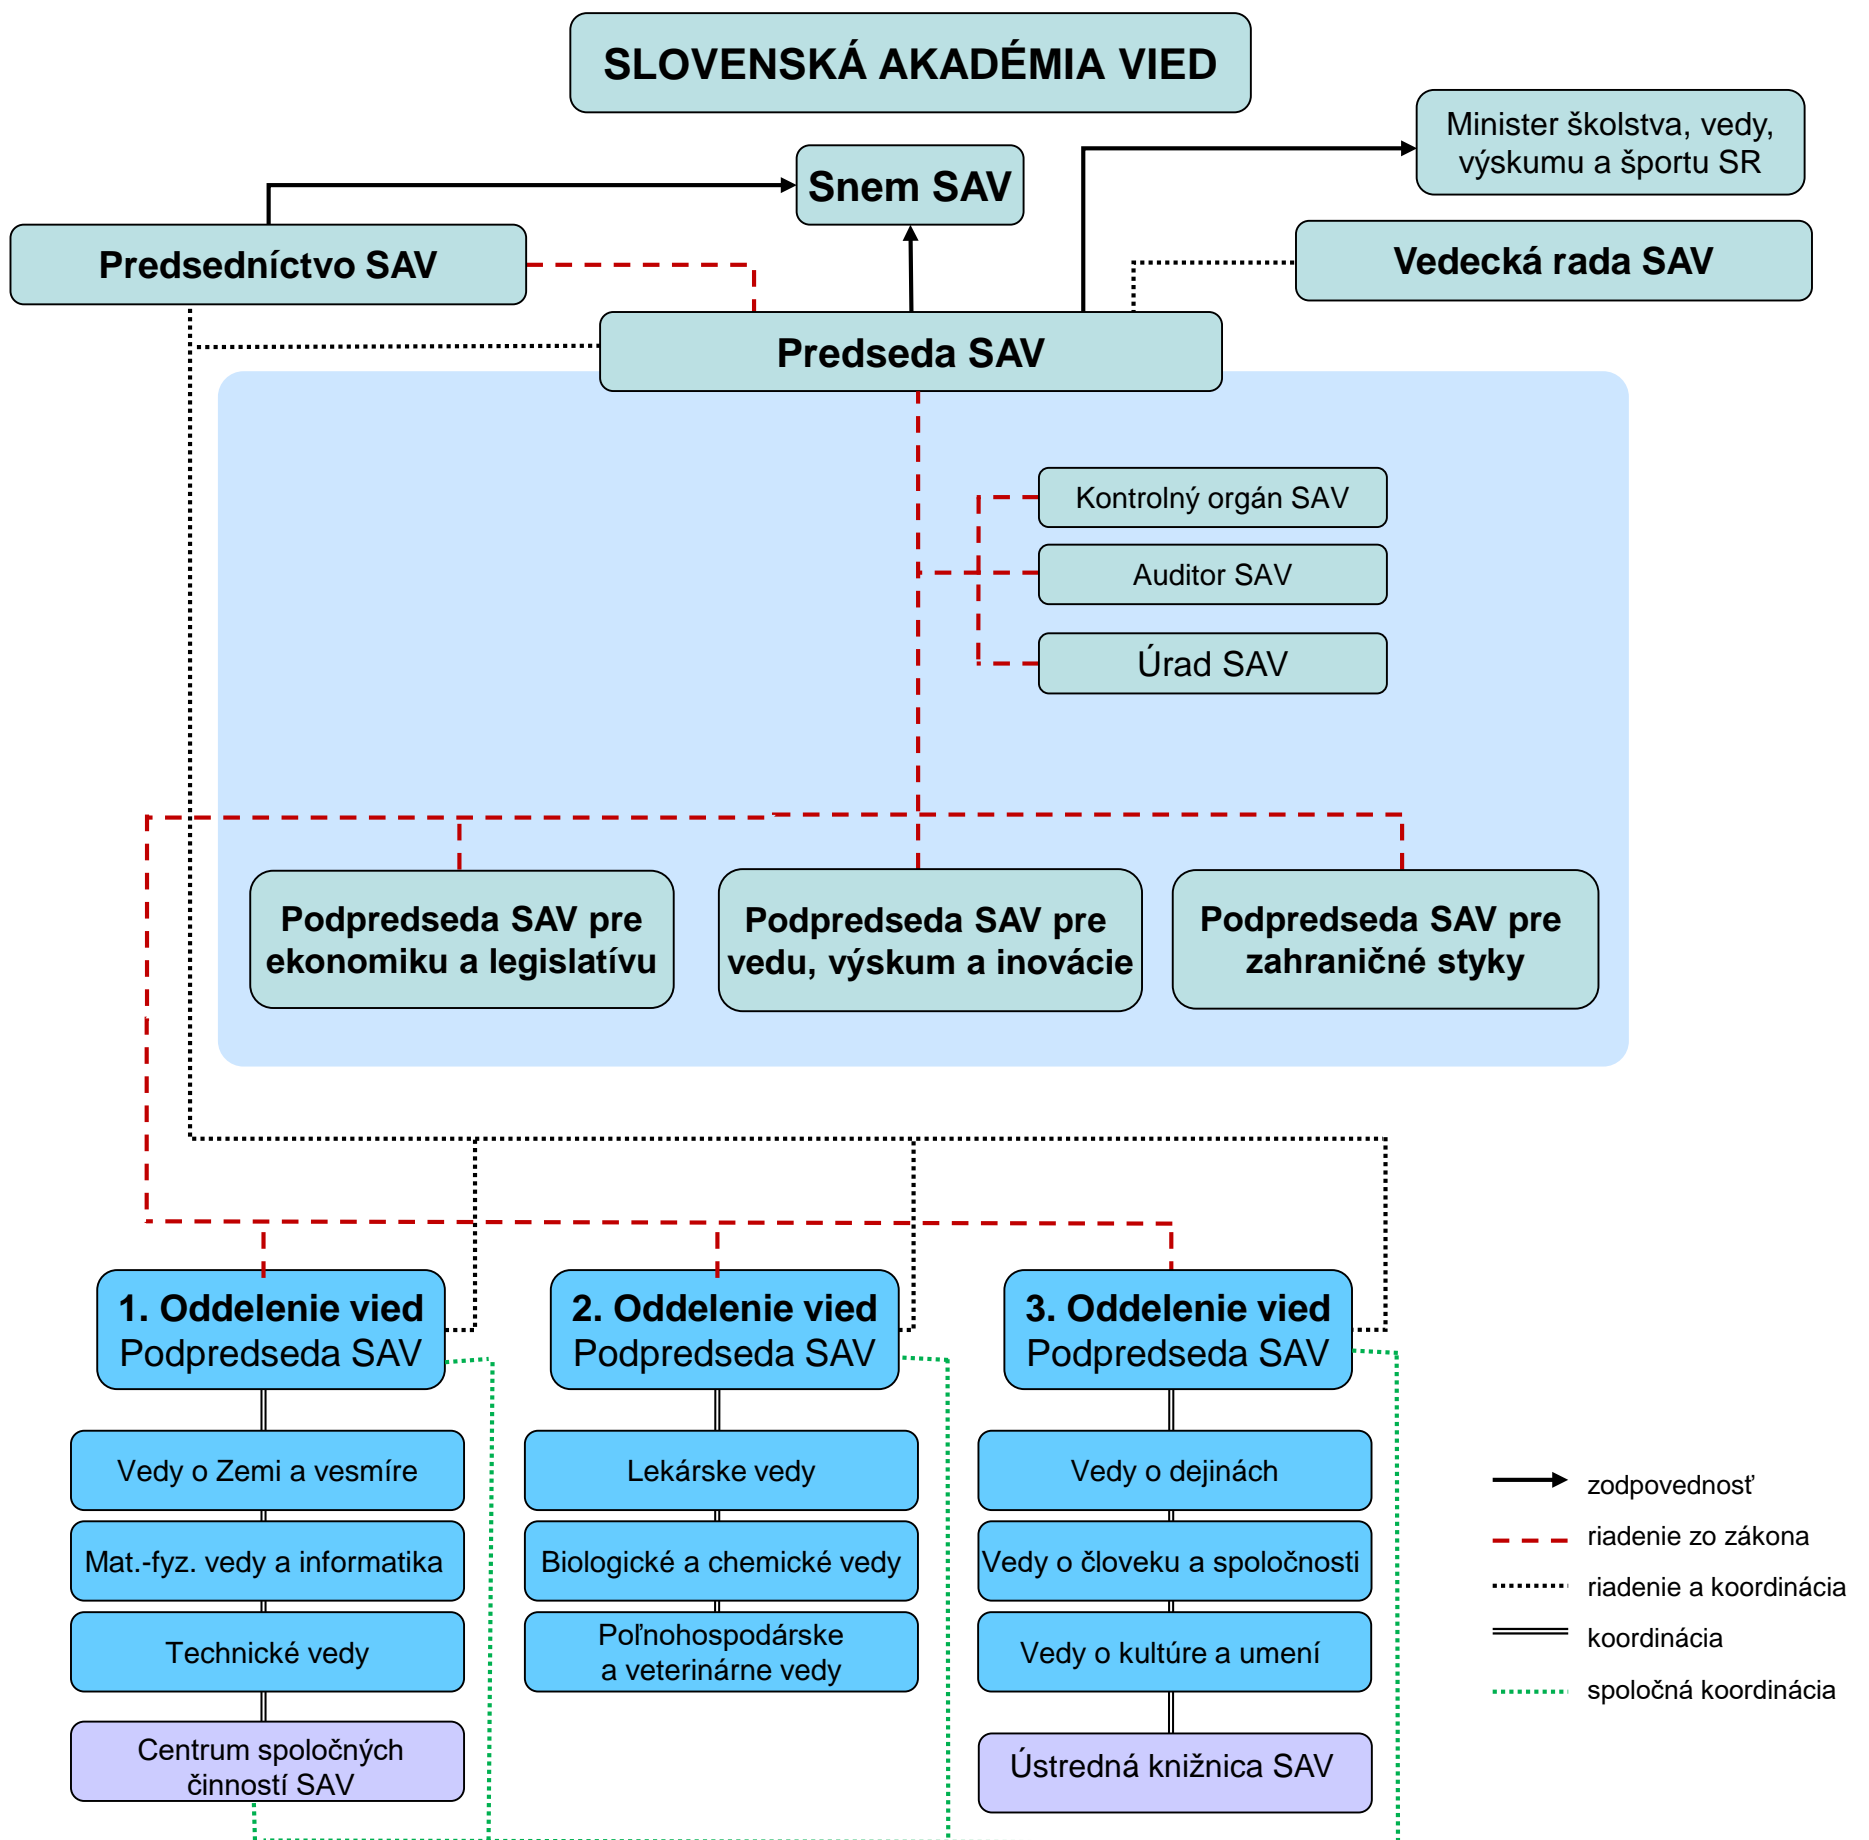 SLOVENSKÁ AKADÉMIA VIED
Minister školstva, vedy,
výskumu a športu SR
Snem SAV
Predsedníctvo SAV
Vedecká rada SAV
Predseda SAV
Kontrolný orgán SAV
Auditor SAV
Úrad SAV
Podpredseda SAV pre
ekonomiku a legislatívu
Podpredseda SAV pre
vedu, výskum a inovácie
Podpredseda SAV pre
zahraničné styky
1. Oddelenie vied
Podpredseda SAV
2. Oddelenie vied
Podpredseda SAV
3. Oddelenie vied
Podpredseda SAV
Vedy o Zemi a vesmíre
Mat.-fyz. vedy a informatika
Technické vedy
Centrum spoločných
činností SAV
Lekárske vedy
Biologické a chemické vedy
Poľnohospodárske
a veterinárne vedy
Vedy o dejinách
Vedy o človeku a spoločnosti
Vedy o kultúre a umení
Ústredná knižnica SAV
zodpovednosť
riadenie zo zákona
riadenie a koordinácia
koordinácia
spoločná koordinácia